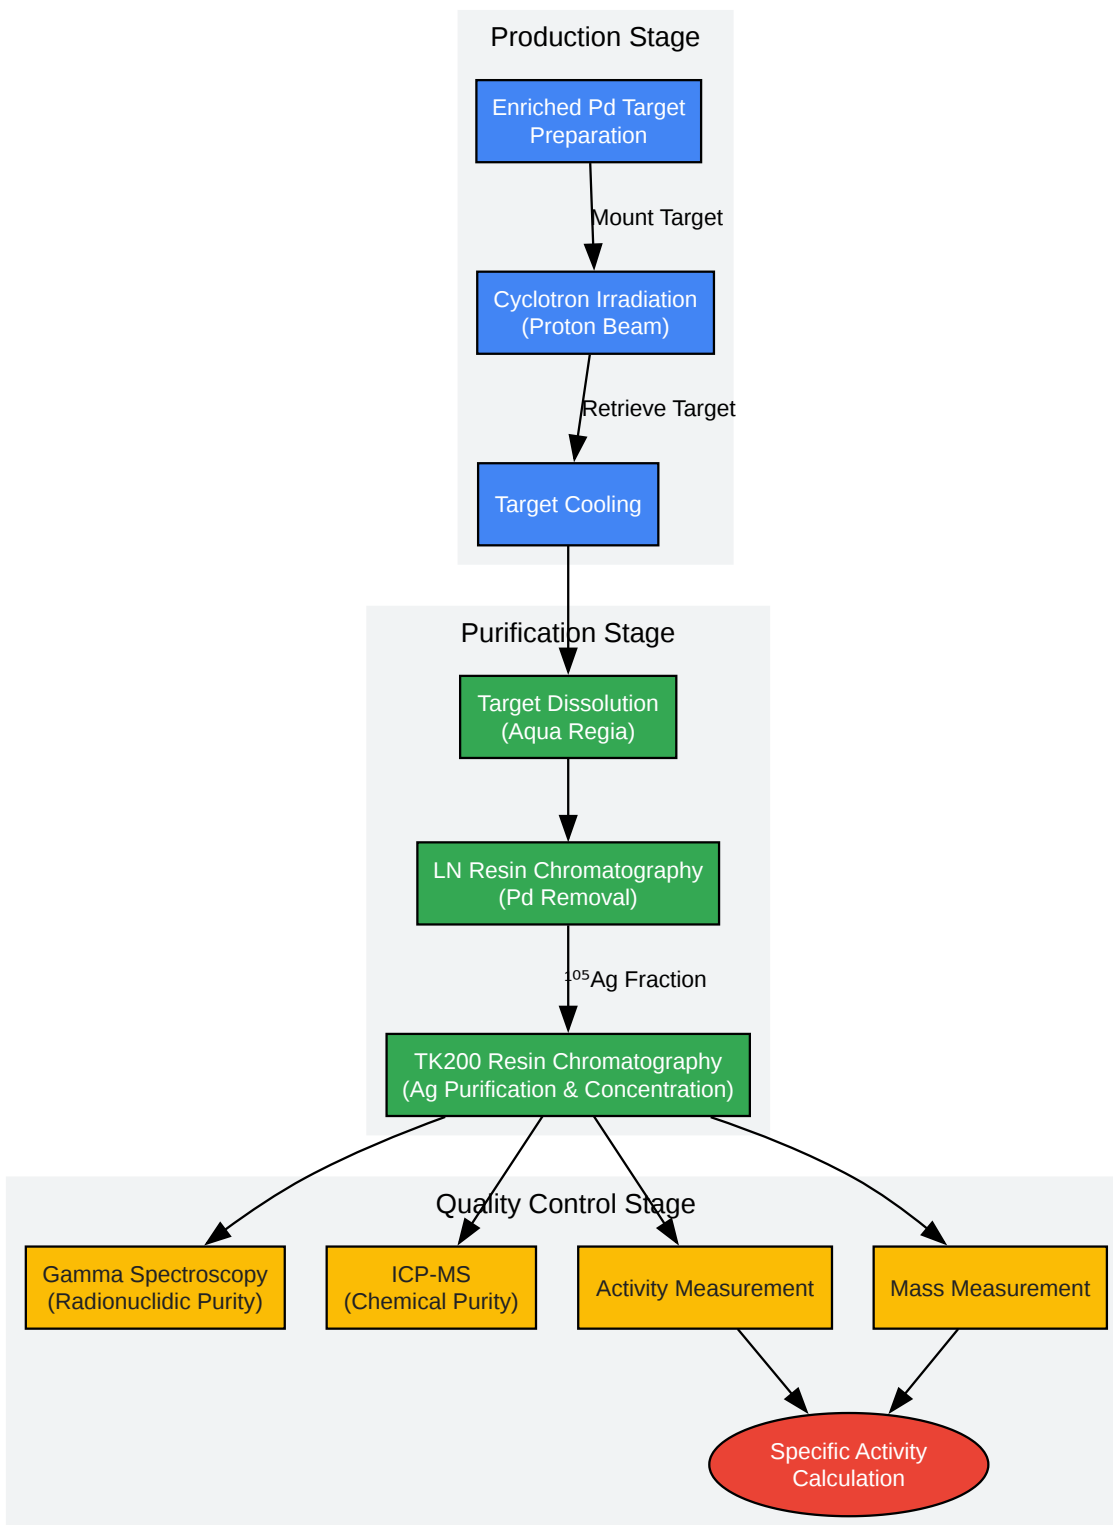 Production Stage
Enriched Pd Target
Preparation
Mount Target
Cyclotron Irradiation
(Proton Beam)
Retrieve Target
Target Cooling
Purification Stage
Target Dissolution
(Aqua Regia)
LN Resin Chromatography
(Pd Removal)
¹⁰⁵Ag Fraction
TK200 Resin Chromatography
(Ag Purification & Concentration)
Quality Control Stage
Gamma Spectroscopy
(Radionuclidic Purity)
ICP-MS
(Chemical Purity)
Activity Measurement
Mass Measurement
Specific Activity
Calculation